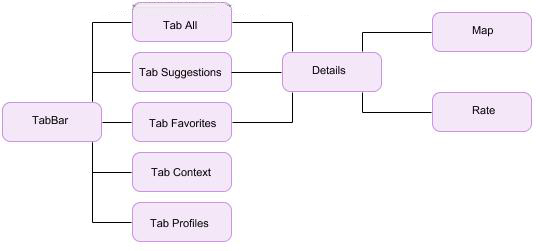 Tab All
Map
Tab Suggestions
Details
TabBar
Tab Favorites
Rate
Tab Context
Tab Profiles